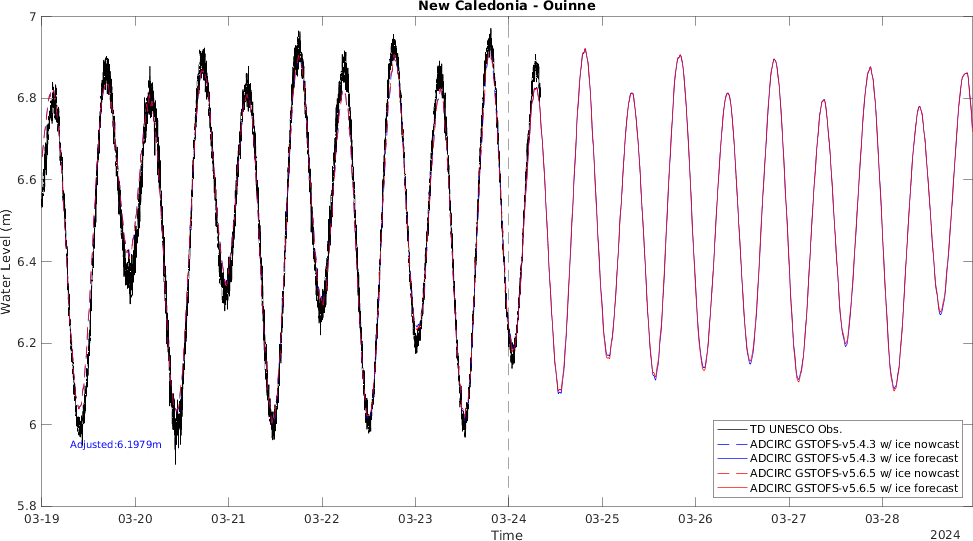 New Caledonia - Ouinne
Water Level (m)
7
6.8
6.6
6.4
6.2
6
5.8
Adjusted:6.1979m
TD UNESCO Obs.
ADCIRC GSTOFS-v5.4.3 w/ ice nowcast
ADCIRC GSTOFS-v5.4.3 w/ ice forecast
ADCIRC GSTOFS-v5.6.5 w/ ice nowcast
ADCIRC GSTOFS-v5.6.5 w/ ice forecast
03-19 03-20 03-21 03-22 03-23 03-24 03-25 03-26 03-27 03-28
Time
2024